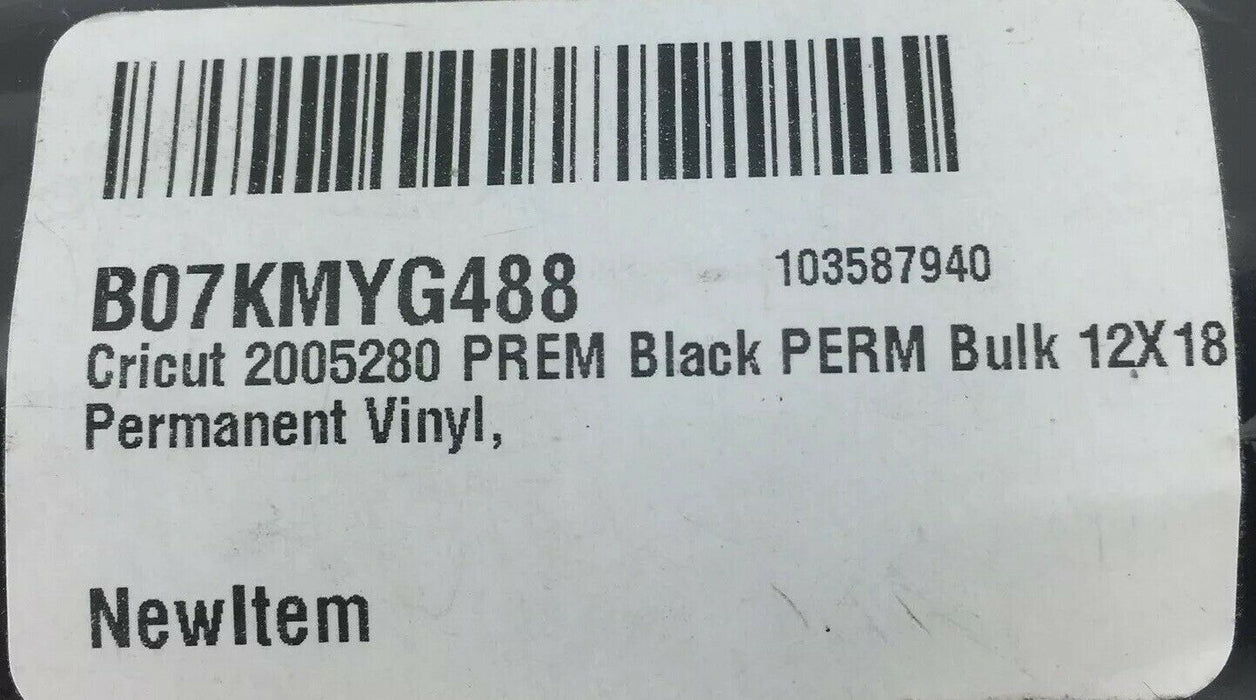 B07KMYG488 103587940
Cricut 2005280 PREM Black PERM Bulk 12X18
Permanent Vinyl,
NewItem